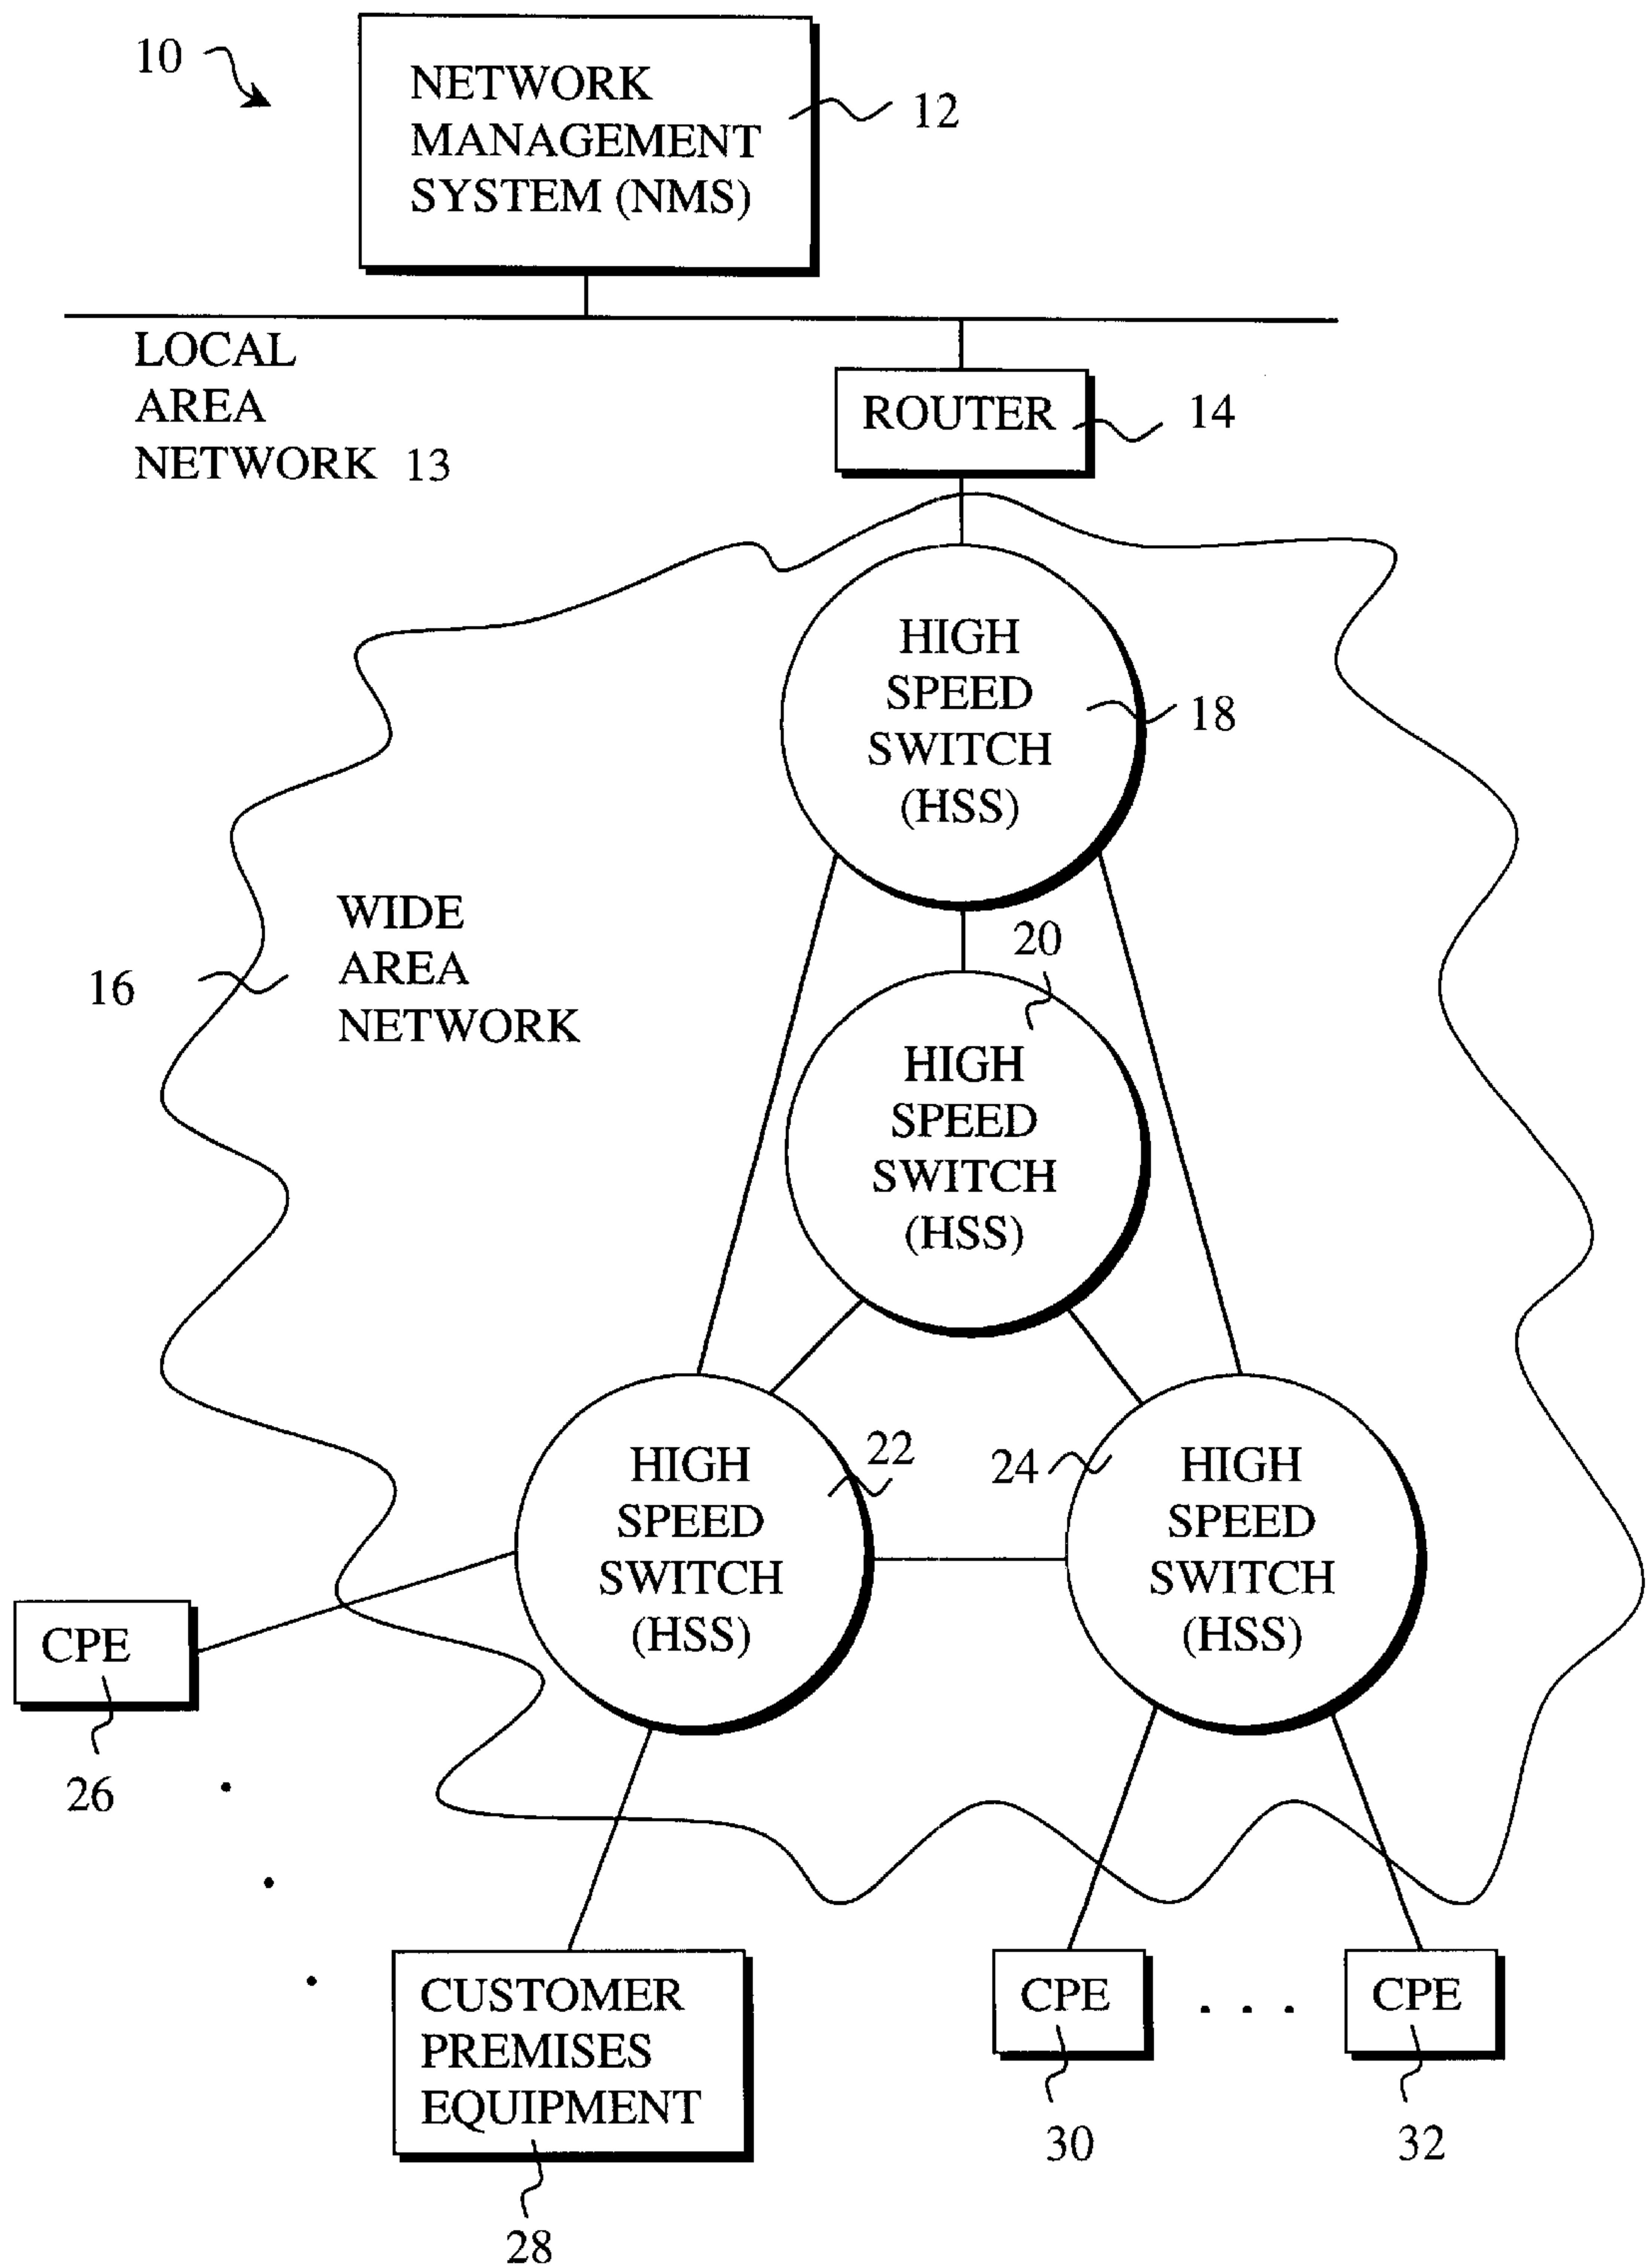 10
NETWORK
MANAGEMENT
SYSTEM (NMS)
12
LOCAL
AREA
NETWORK 13
ROUTER
14
HIGH
SPEED
SWITCH
(HSS)
18
WIDE
AREA
NETWORK
16
20
HIGH
SPEED
SWITCH
(HSS)
HIGH
SPEED
SWITCH
(HSS)
22
24
HIGH
SPEED
SWITCH
(HSS)
CPE
26
CUSTOMER
PREMISES
EQUIPMENT
28
CPE
30
. . .
CPE
32